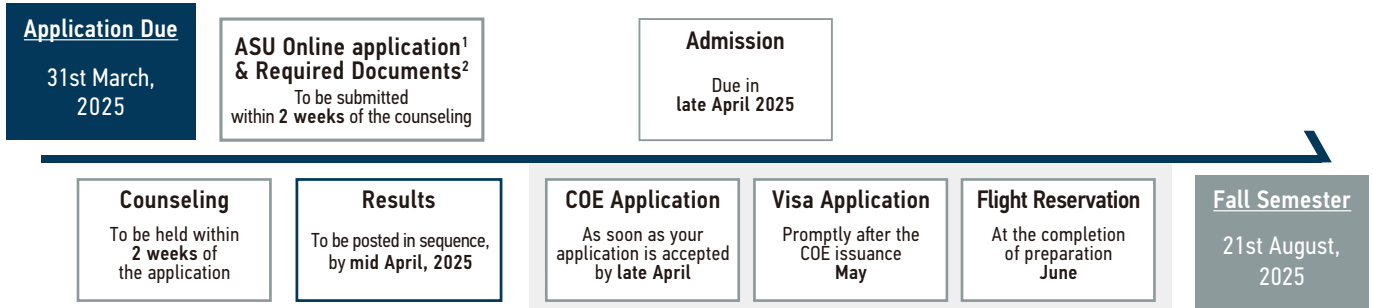 Application Due
31st March,
2025
ASU Online application¹
& Required Documents²
To be submitted
within 2 weeks of the counseling
Admission
Due in
late April 2025
Counseling
To be held within
2 weeks of
the application
Results
To be posted in sequence,
by mid April, 2025
COE Application
As soon as your
application is accepted
by late April
Visa Application
Promptly after the
COE issuance
May
Flight Reservation
At the completion
of preparation
June
Fall Semester
21st August,
2025